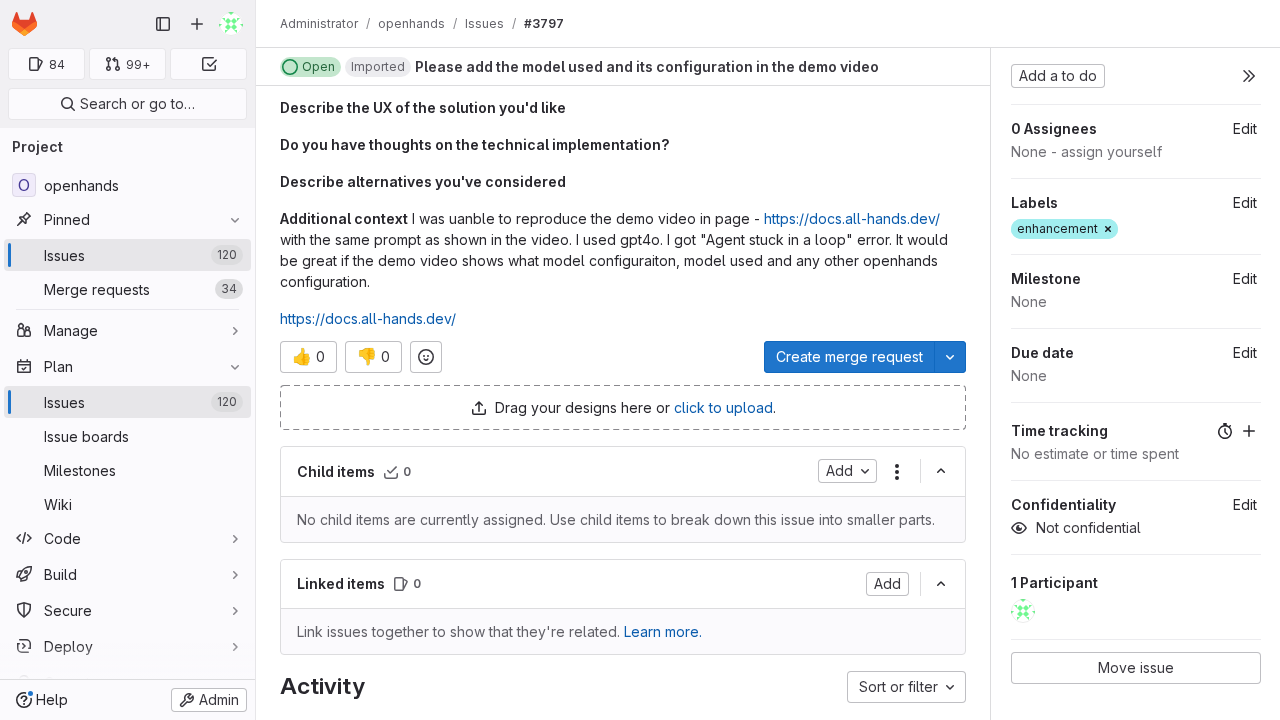 Administrator / openhands / Issues / #3797
84
99+
Search or go to…
Project
O openhands
Pinned
Issues 120
Merge requests 34
Manage
Plan
Issues 120
Issue boards
Milestones
Wiki
Code
Build
Secure
Deploy
Help
Admin
Open Imported Please add the model used and its configuration in the demo video
Describe the UX of the solution you'd like
Do you have thoughts on the technical implementation?
Describe alternatives you've considered
Additional context I was uanble to reproduce the demo video in page - https://docs.all-hands.dev/
with the same prompt as shown in the video. I used gpt4o. I got "Agent stuck in a loop" error. It would
be great if the demo video shows what model configuraiton, model used and any other openhands
configuration.
https://docs.all-hands.dev/
👍 0 👎 0
Create merge request
Drag your designs here or click to upload.
Child items 0
Add
No child items are currently assigned. Use child items to break down this issue into smaller parts.
Linked items 0
Add
Link issues together to show that they're related. Learn more.
Activity
Sort or filter
Add a to do
0 Assignees Edit
None - assign yourself
Labels Edit
enhancement ×
Milestone Edit
None
Due date Edit
None
Time tracking
No estimate or time spent
Confidentiality Edit
Not confidential
1 Participant
Move issue